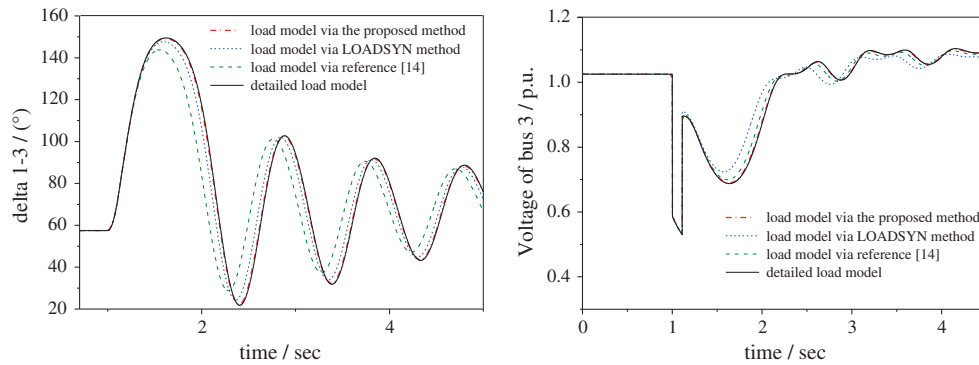 160
140
120
100
80
60
40
20
delta 1-3 / (°)
load model via the proposed method
load model via LOADSYN method
load model via reference [14]
detailed load model
2
4
time / sec
1.2
1.0
0.8
0.6
0.4
Voltage of bus 3 / p.u.
load model via the proposed method
load model via LOADSYN method
load model via reference [14]
detailed load model
0
1
2
3
4
time / sec